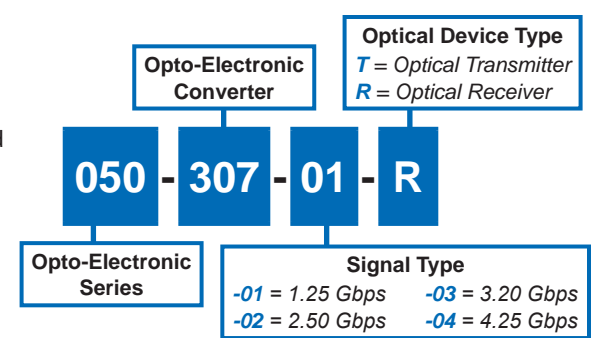 Optical Device Type
T = Optical Transmitter
R = Optical Receiver
Opto-Electronic
Converter
050 - 307 - 01 - R
Opto-Electronic
Series
Signal Type
-01 = 1.25 Gbps -03 = 3.20 Gbps
-02 = 2.50 Gbps -04 = 4.25 Gbps